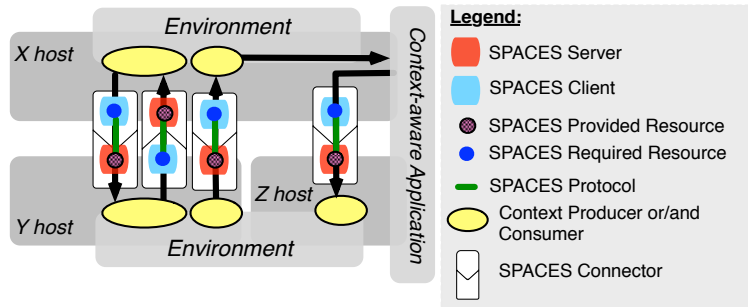 Environment
X host
Y host
Z host
Environment
Context-aware Application
Legend:
SPACES Server
SPACES Client
SPACES Provided Resource
SPACES Required Resource
SPACES Protocol
Context Producer or/and
Consumer
SPACES Connector